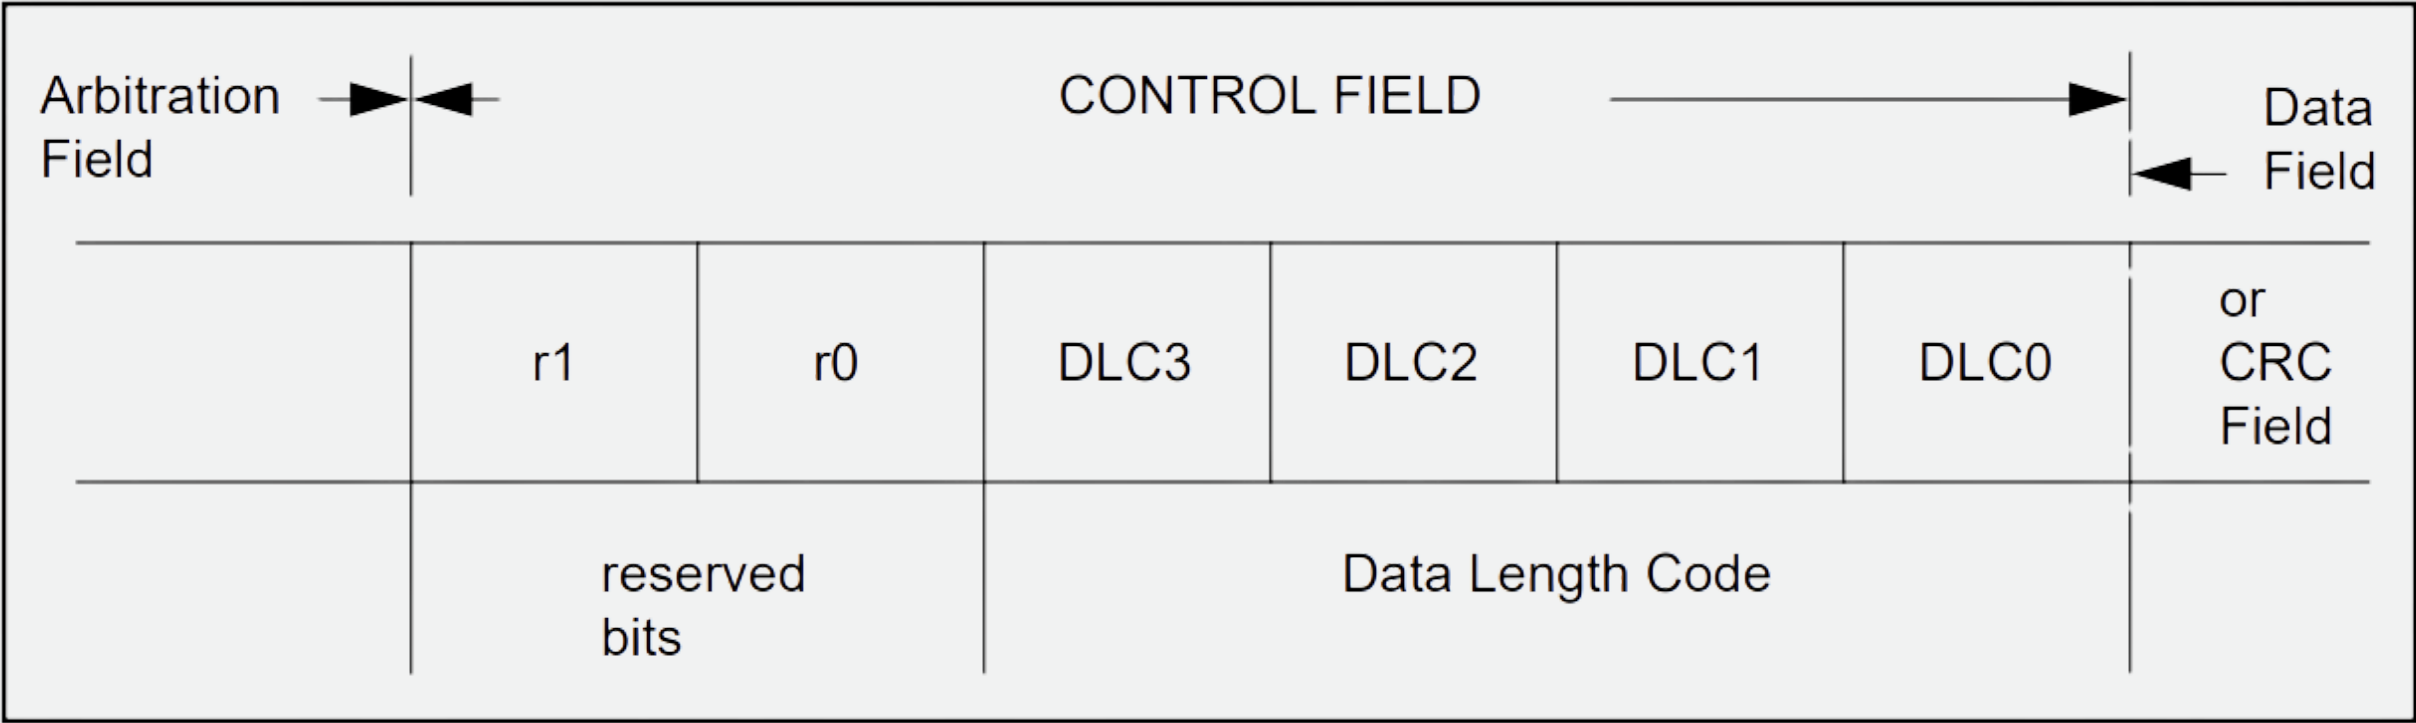 Arbitration
Field
CONTROL FIELD
Data
Field
r1
r0
DLC3
DLC2
DLC1
DLC0
or
CRC
Field
reserved
bits
Data Length Code